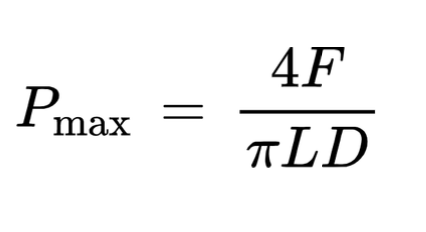 P_max = 4F / πLD